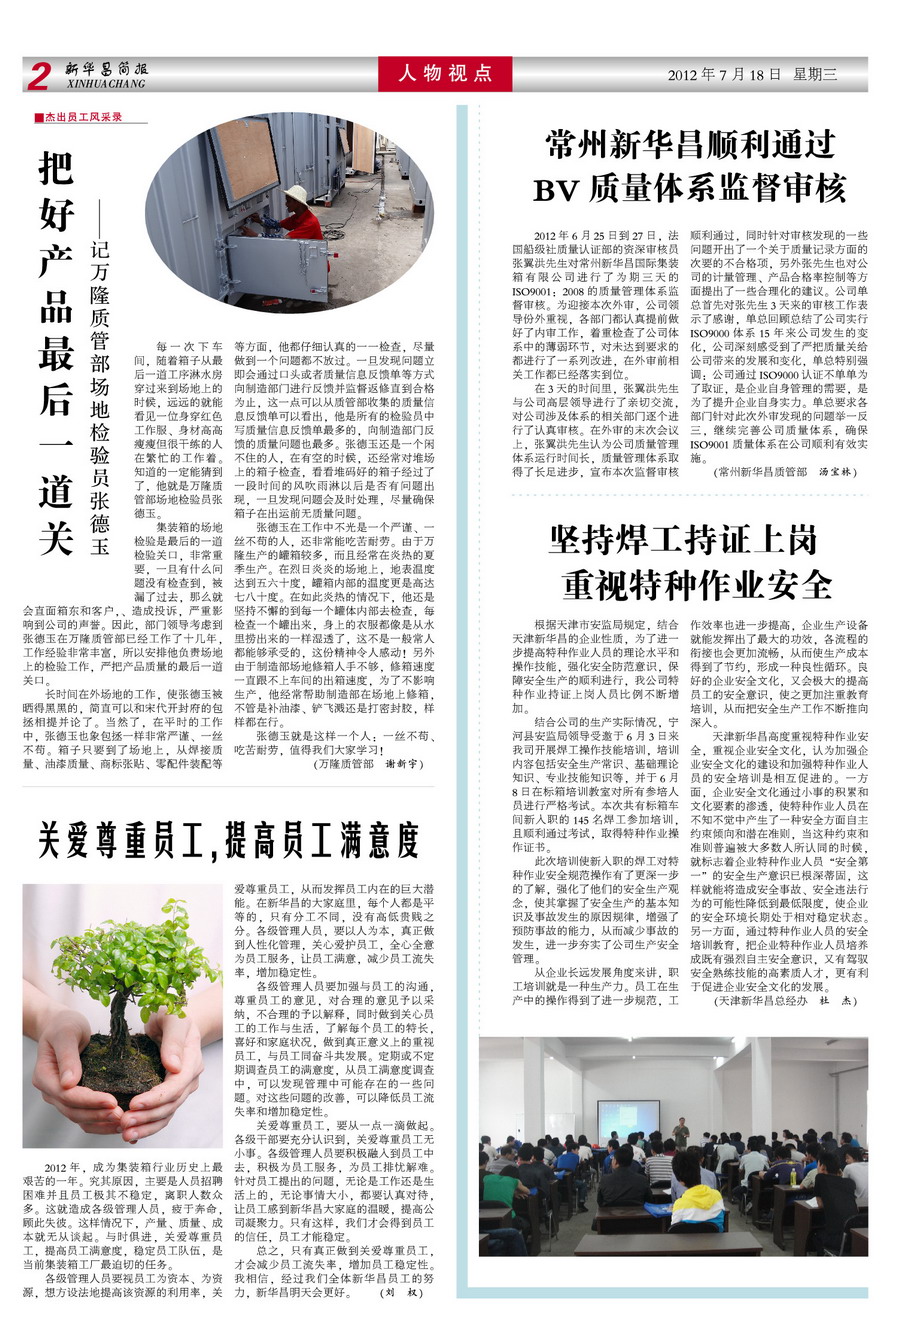 2 新华昌简报
XINHUACHANG
人物视点
2012 年 7 月 18 日 星期三
■杰出员工风采录
把好产品最后一道关
——记万隆质管部场地检验员张德玉
每一次下车
间，随着箱子从最
后一道工序淋水房
穿过来到场地上的
时候，远远的就能
看见一位身穿红色
工作服、身材高高
瘦瘦但很干练的人
在繁忙的工作着。
知道的一定能猜到
了，他就是万隆质
管部场地检验员张
德玉。
集装箱的场地
检验是最后的一道
检验关口，非常重
要，一旦有什么问
题没有检查到，被
漏了过去，那么就
会直面箱东和客户，、造成投诉，严重影
响到公司的声誉。因此，部门领导考虑到
张德玉在万隆质管部已经工作了十几年，
工作经验非常丰富，所以安排他负责场地
上的检验工作，严把产品质量的最后一道
关口。
长时间在外场地的工作，使张德玉被
晒得黑黑的，简直可以和宋代开封府的包
拯相提并论了。当然了，在平时的工作
中，张德玉也象包拯一样非常严谨、一丝
不苟。箱子只要到了场地上，从焊接质
量、油漆质量、商标张贴、零配件装配等
等方面，他都仔细认真的一一检查，尽量
做到一个问题都不放过。一旦发现问题立
即会通过口头或者质量信息反馈单等方式
向制造部门进行反馈并监督返修直到合格
为止，这一点可以从质管部收集的质量信
息反馈单可以看出，他是所有的检验员中
写质量信息反馈单最多的，向制造部门反
馈的质量问题也最多。张德玉还是一个闲
不住的人，在有空的时候，还经常对堆场
上的箱子检查，看看堆码好的箱子经过了
一段时间的风吹雨淋以后是否有问题出
现，一旦发现问题会及时处理，尽量确保
箱子在出运前无质量问题。
张德玉在工作中不光是一个严谨、一
丝不苟的人，还非常能吃苦耐劳。由于万
隆生产的罐箱较多，而且经常在炎热的夏
季生产。在烈日炎炎的场地上，地表温度
达到五六十度，罐箱内部的温度更是高达
七八十度。在如此炎热的情况下，他还是
坚持不懈的到每一个罐体内部去检查，每
检查一个罐出来，身上的衣服都像是从水
里捞出来的一样湿透了，这不是一般常人
都能够承受的，这份精神令人感动！另外
由于制造部场地修箱人手不够，修箱速度
一直跟不上车间的出箱速度，为了不影响
生产，他经常帮助制造部在场地上修箱，
不管是补油漆、铲飞溅还是打密封胶，样
样都在行。
张德玉就是这样一个人：一丝不苟、
吃苦耐劳，值得我们大家学习！
(万隆质管部 谢新宇)
关爱尊重员工,提高员工满意度
2012 年，成为集装箱行业历史上最
艰苦的一年。究其原因，主要是人员招聘
困难并且员工极其不稳定，离职人数众
多。这就造成各级管理人员，疲于奔命，
顾此失彼。这样情况下，产量、质量、成
本就无从谈起。与时俱进，关爱尊重员
工，提高员工满意度，稳定员工队伍，是
当前集装箱工厂最迫切的任务。
各级管理人员要视员工为资本、为资
源，想方设法地提高该资源的利用率，关
爱尊重员工，从而发挥员工内在的巨大潜
能。在新华昌的大家庭里，每个人都是平
等的，只有分工不同，没有高低贵贱之
分。各级管理人员，要以人为本，真正做
到人性化管理，关心爱护员工，全心全意
为员工服务，让员工满意，减少员工流失
率，增加稳定性。
各级管理人员要加强与员工的沟通，
尊重员工的意见，对合理的意见予以采
纳，不合理的予以解释，同时做到关心员
工的工作与生活，了解每个员工的特长，
喜好和家庭状况，做到真正意义上的重视
员工，与员工同奋斗共发展。定期或不定
期调查员工的满意度，从员工满意度调查
中，可以发现管理中可能存在的一些问
题。对这些问题的改善，可以降低员工流
失率和增加稳定性。
关爱尊重员工，要从一点一滴做起。
各级干部要充分认识到，关爱尊重员工无
小事。各级管理人员要积极融入到员工中
去，积极为员工服务，为员工排忧解难。
针对员工提出的问题，无论是工作还是生
活上的，无论事情大小，都要认真对待，
让员工感到新华昌大家庭的温暖，提高公
司凝聚力。只有这样，我们才会得到员工
的信任，员工才能稳定。
总之，只有真正做到关爱尊重员工，
才会减少员工流失率，增加员工稳定性。
我相信，经过我们全体新华昌员工的努
力，新华昌明天会更好。 (刘 权)
常州新华昌顺利通过
BV 质量体系监督审核
2012 年 6 月 25 日到 27 日，法
国船级社质量认证部的资深审核员
张翼洪先生对常州新华昌国际集装
箱有限公司进行了为期三天的
ISO9001：2008 的质量管理体系监
督审核。为迎接本次外审，公司领
导份外重视，各部门都认真提前做
好了内审工作，着重检查了公司体
系中的薄弱环节，对未达到要求的
都进行了一系列改进，在外审前相
关工作都已经落实到位。
在 3 天的时间里，张翼洪先生
与公司高层领导进行了亲切交流，
对公司涉及体系的相关部门逐个进
行了认真审核。在外审的末次会议
上，张翼洪先生认为公司质量管理
体系运行时间长，质量管理体系取
得了长足进步，宣布本次监督审核
顺利通过，同时针对审核发现的一些
问题开出了一个关于质量记录方面的
次要的不合格项，另外张先生也对公
司的计量管理、产品合格率控制等方
面提出了一些合理化的建议。公司单
总首先对张先生 3 天来的审核工作表
示了感谢，单总回顾总结了公司实行
ISO9000 体系 15 年来公司发生的变
化，公司深刻感受到了严把质量关给
公司带来的发展和变化，单总特别强
调：公司通过 ISO9000 认证不单单为
了取证，是企业自身管理的需要，是
为了提升企业自身实力。单总要求各
部门针对此次外审发现的问题举一反
三，继续完善公司质量体系，确保
ISO9001 质量体系在公司顺利有效实
施。
(常州新华昌质管部 汤宝林)
坚持焊工持证上岗
重视特种作业安全
根据天津市安监局规定，结合
天津新华昌的企业性质，为了进一
步提高特种作业人员的理论水平和
操作技能，强化安全防范意识，保
障安全生产的顺利进行，我公司特
种作业持证上岗人员比例不断增
加。
结合公司的生产实际情况，宁
河县安监局领导受邀于 6 月 3 日来
我司开展焊工操作技能培训，培训
内容包括安全生产常识、基础理论
知识、专业技能知识等，并于 6 月
8 日在标箱培训教室对所有参培人
员进行严格考试。本次共有标箱车
间新入职的 145 名焊工参加培训，
且顺利通过考试，取得特种作业操
作证书。
此次培训使新入职的焊工对特
种作业安全规范操作有了更深一步
的了解，强化了他们的安全生产观
念，使其掌握了安全生产的基本知
识及事故发生的原因规律，增强了
预防事故的能力，从而减少事故的
发生，进一步夯实了公司生产安全
管理。
从企业长远发展角度来讲，职
工培训就是一种生产力。员工在生
产中的操作得到了进一步规范，工
作效率也进一步提高，企业生产设备
就能发挥出了最大的功效，各流程的
衔接也会更加流畅，从而使生产成本
得到了节约，形成一种良性循环。良
好的企业安全文化，又会极大的提高
员工的安全意识，使之更加注重教育
培训，从而把安全生产工作不断推向
深入。
天津新华昌高度重视特种作业安
全，重视企业安全文化，认为加强企
业安全文化的建设和加强特种作业人
员的安全培训是相互促进的。一方
面，企业安全文化通过小事的积累和
文化要素的渗透，使特种作业人员在
不知不觉中产生了一种安全方面自主
约束倾向和潜在准则，当这种约束和
准则普遍被大多数人所认同的时候，
就标志着企业特种作业人员“安全第
一”的安全生产意识已根深蒂固，这
样就能将造成安全事故、安全违法行
为的可能性降低到最低限度，使企业
的安全环境长期处于相对稳定状态。
另一方面，通过特种作业人员的安全
培训教育，把企业特种作业人员培养
成既有强烈自主安全意识，又有驾驭
安全熟练技能的高素质人才，更有利
于促进企业安全文化的发展。
(天津新华昌总经办 杜 杰)